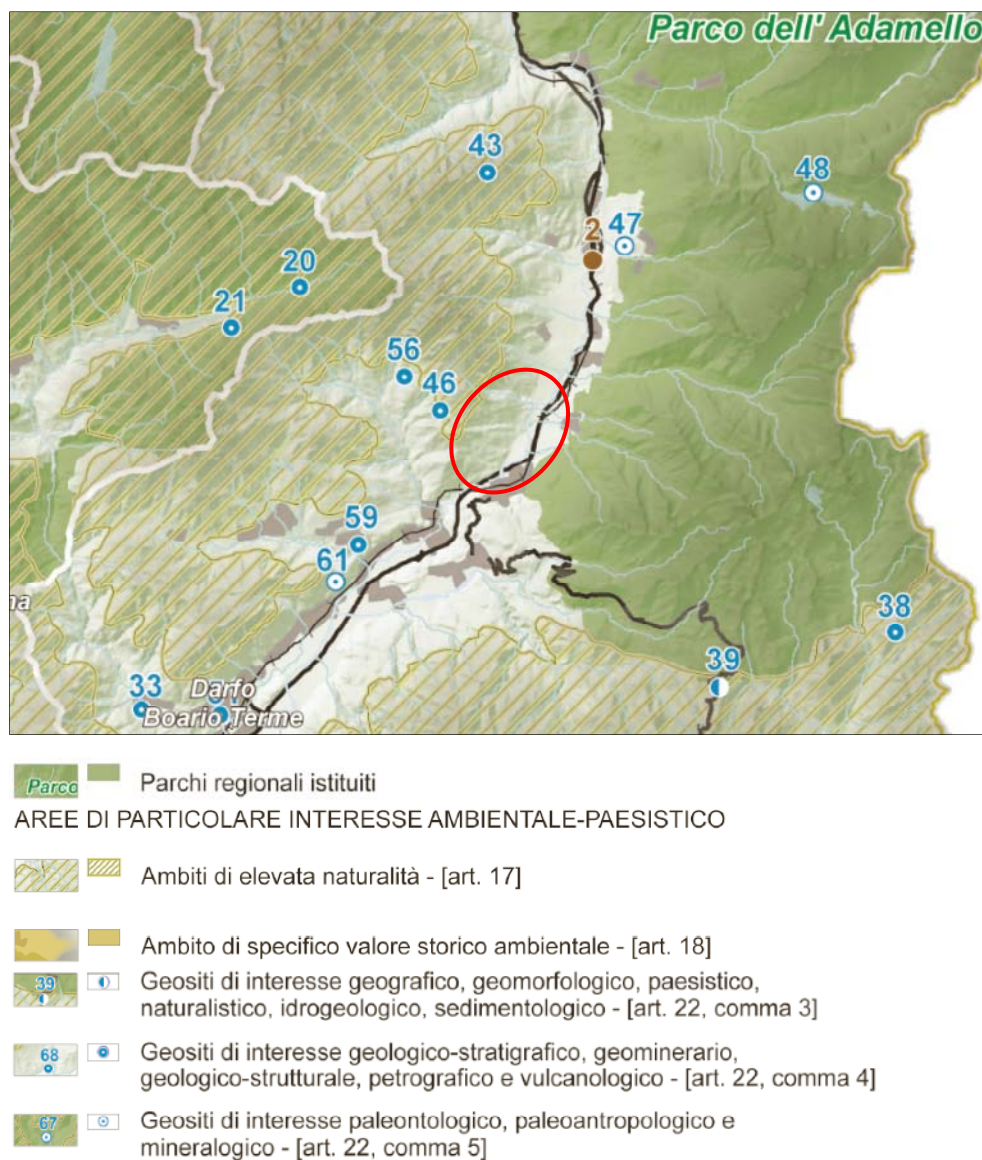 Parco dell' Adamello
43
48
47
2
20
21
56
46
59
61
na
38
39
33
Darfo
Boario Terme
Parco Parchi regionali istituiti
AREE DI PARTICOLARE INTERESSE AMBIENTALE-PAESISTICO
Ambiti di elevata naturalità - [art. 17]
Ambito di specifico valore storico ambientale - [art. 18]
39 Geositi di interesse geografico, geomorfologico, paesistico,
naturalistico, idrogeologico, sedimentologico - [art. 22, comma 3]
68 Geositi di interesse geologico-stratigrafico, geominerario,
geologico-strutturale, petrografico e vulcanologico - [art. 22, comma 4]
67 Geositi di interesse paleontologico, paleoantropologico e
mineralogico - [art. 22, comma 5]